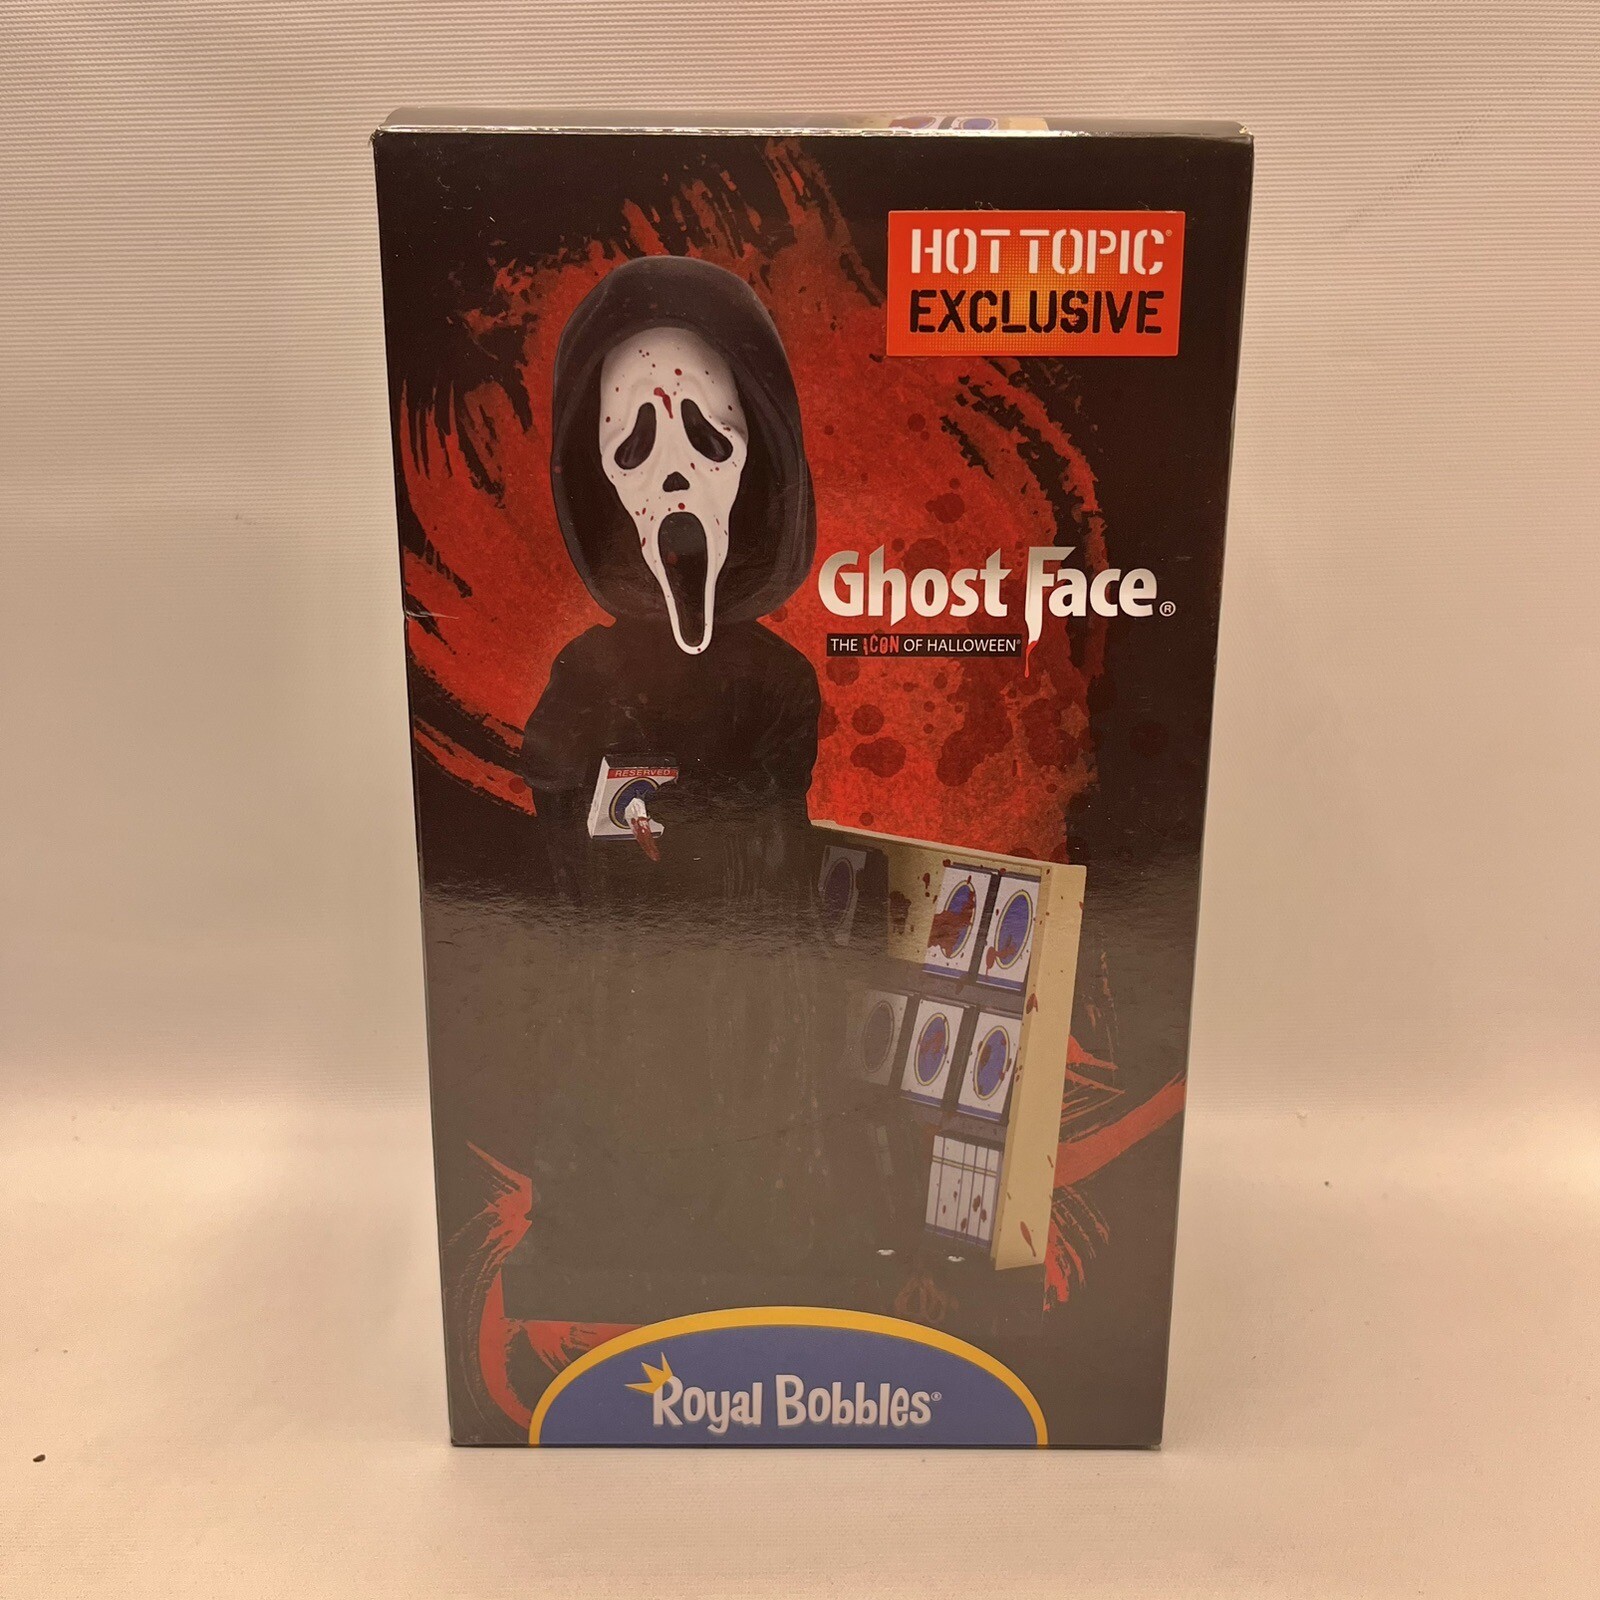 HOT TOPIC®
EXCLUSIVE
Ghost Face®
THE ICON OF HALLOWEEN®
RESERVED
Royal Bobbles®